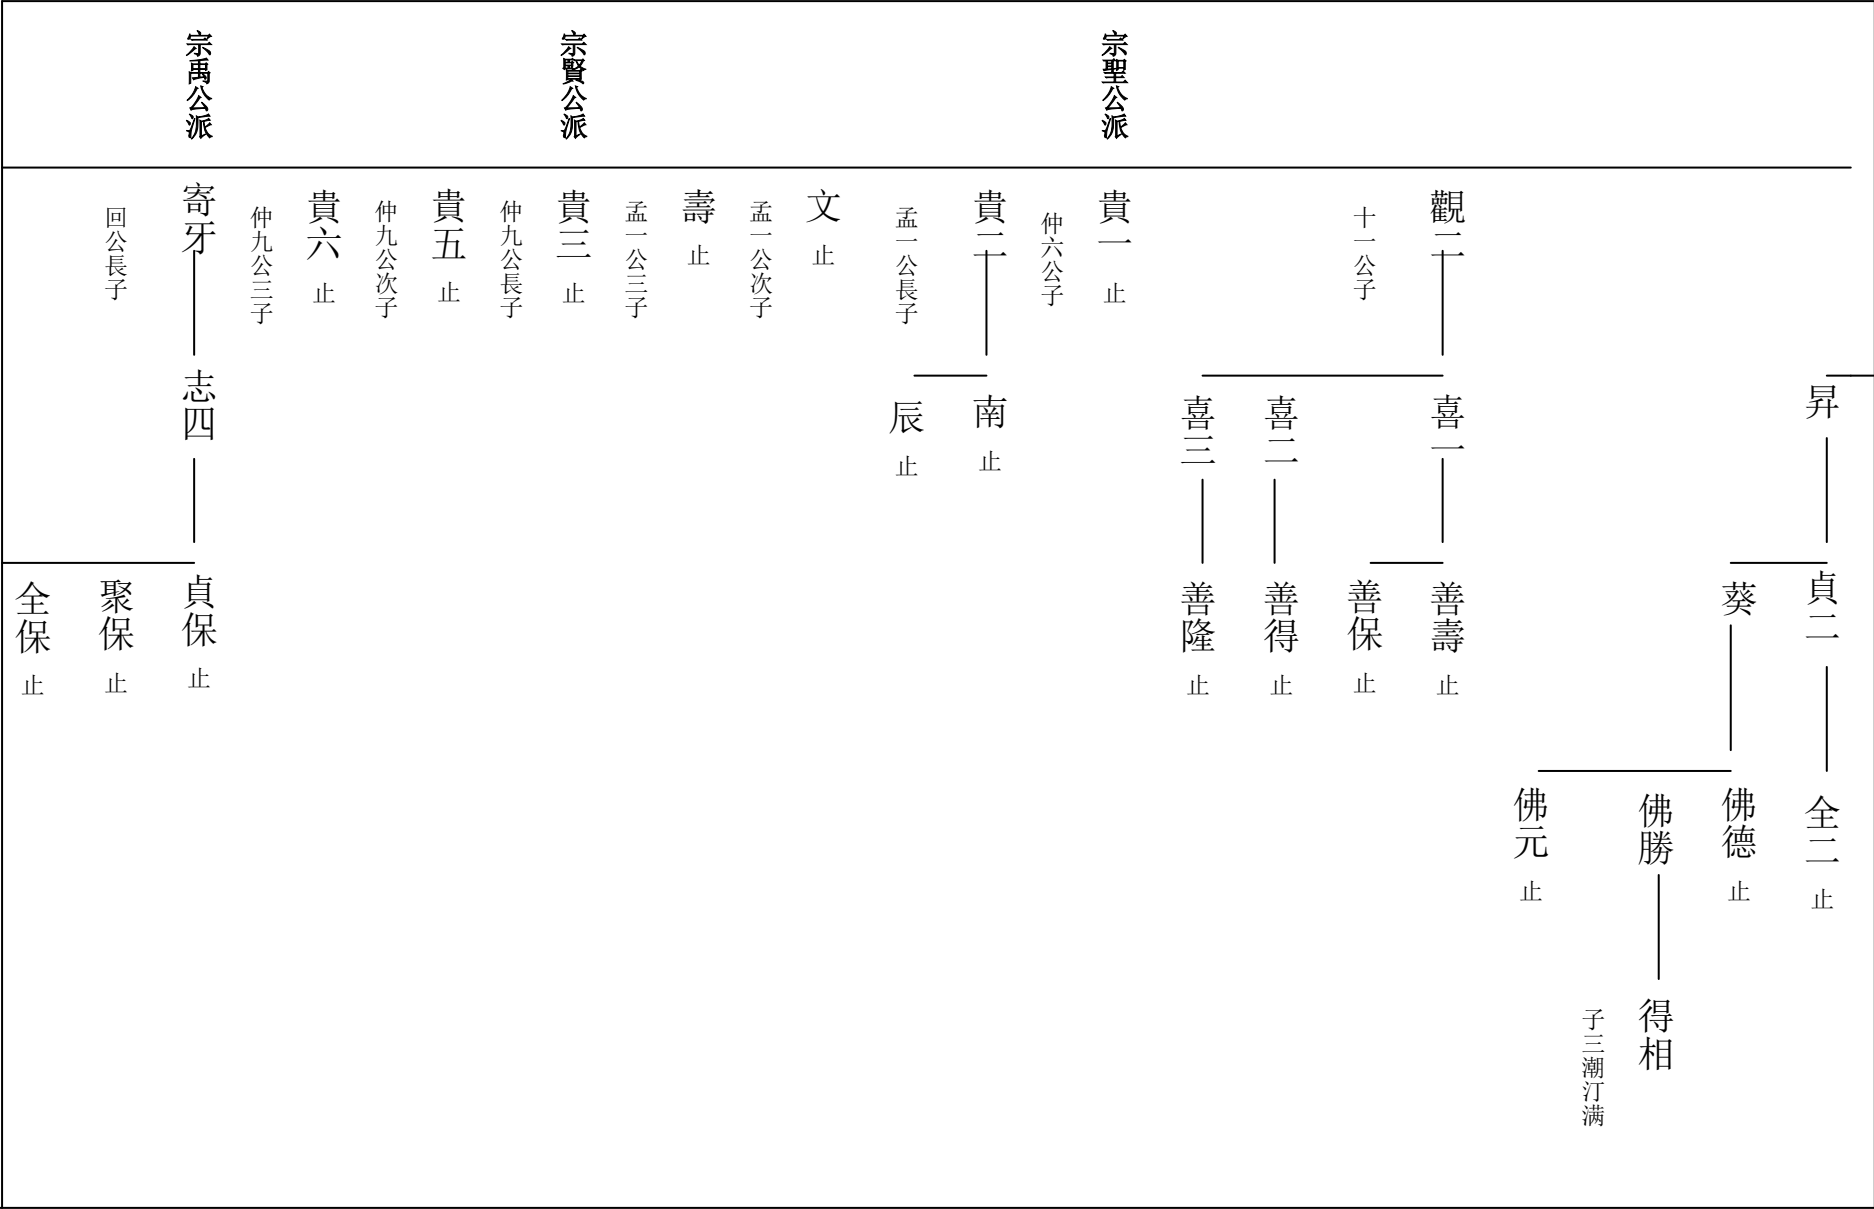 宗聖公派
宗賢公派
宗禹公派
觀二
十一公子
貴一 止
仲六公子
貴二
孟一公長子
文 止
孟一公次子
壽 止
孟一公三子
貴三 止
仲九公長子
貴五 止
仲九公次子
貴六 止
仲九公三子
寄牙
回公長子
昇
喜一
喜二
喜三
南 止
辰 止
志四
貞二
葵
善壽 止
善保 止
善得 止
善隆 止
貞保 止
聚保 止
全保 止
全二 止
佛德 止
佛勝
佛元 止
得相
子三潮汀满